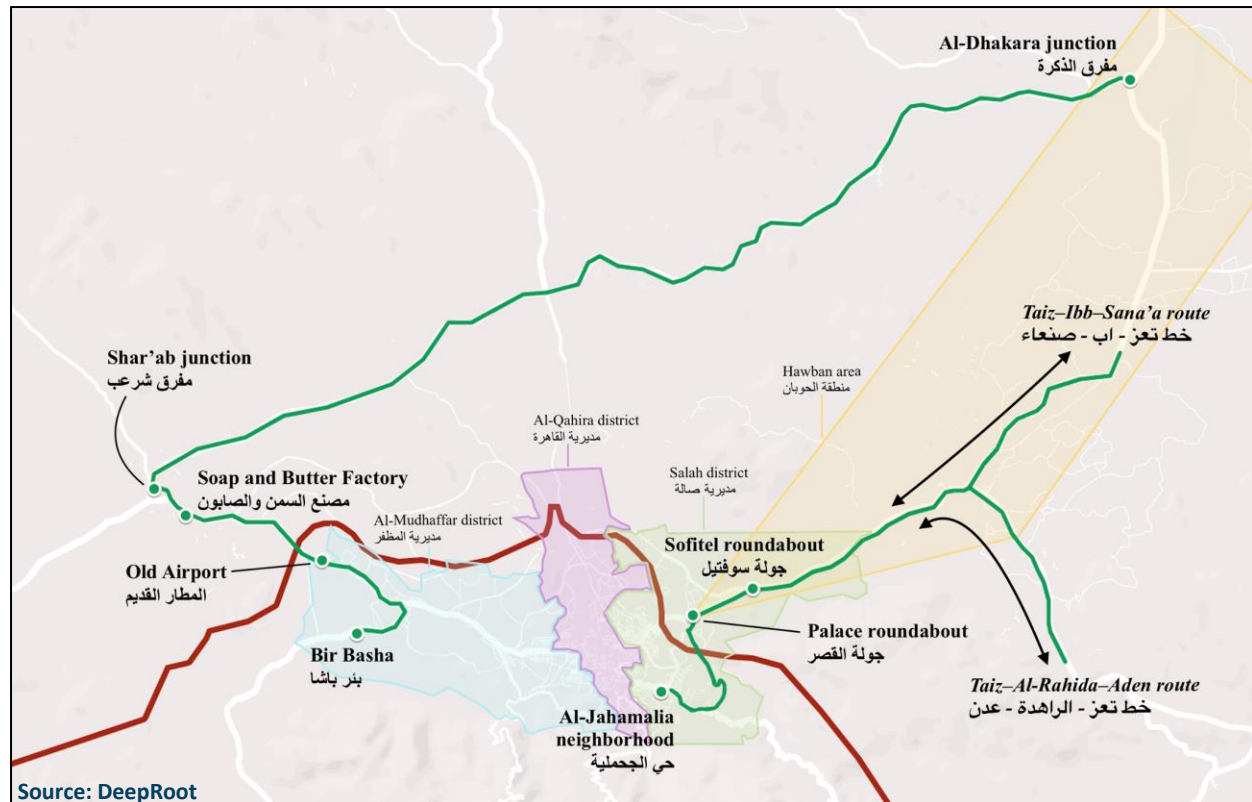 Al-Dhakara junction
مفرق الذكرة
Taiz–Ibb–Sana’a route
خط تعز - اب - صنعاء
Shar’ab junction
مفرق شرعب
Hawban area
منطقة الحوبان
Al-Qahira district
مديرية القاهرة
Soap and Butter Factory
مصنع السمن والصابون
Salah district
مديرية صالة
Al-Mudhaffar district
مديرية المظفر
Sofitel roundabout
جولة سوفتيل
Old Airport
المطار القديم
Palace roundabout
جولة القصر
Bir Basha
بئر باشا
Taiz–Al-Rahida–Aden route
خط تعز - الراهدة - عدن
Al-Jahamalia
neighborhood
حي الجحملية
Source: DeepRoot